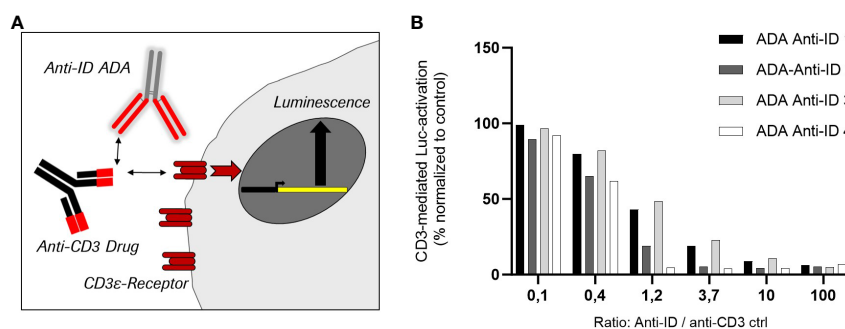 A
Anti-ID ADA
Luminescence
Anti-CD3 Drug
CD3ε-Receptor
B
CD3-mediated Luc-activation
(% normalized to control)
150
100
50
0
0,1 0,4 1,2 3,7 10 100
Ratio: Anti-ID / anti-CD3 ctrl
ADA Anti-ID
ADA-Anti-ID
ADA Anti-ID 3
ADA Anti-ID 4